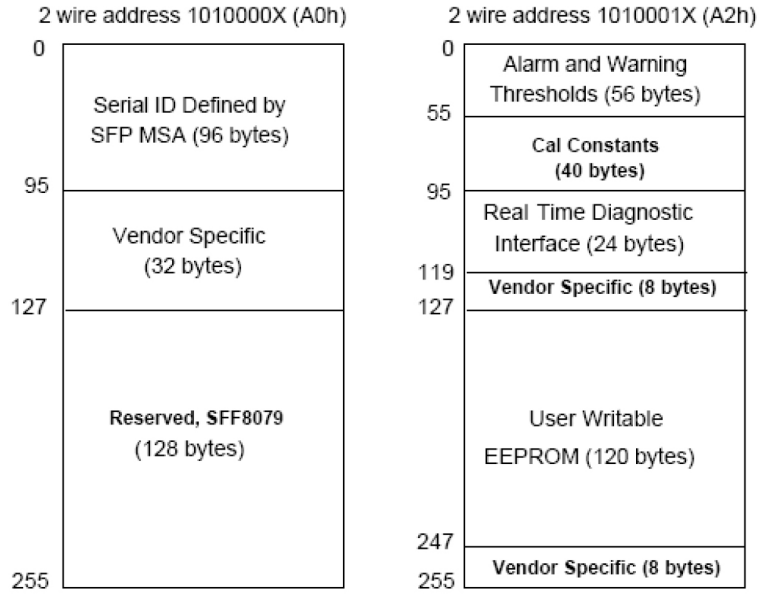 2 wire address 1010000X (A0h)
0
Serial ID Defined by
SFP MSA (96 bytes)
95
Vendor Specific
(32 bytes)
127
Reserved, SFF8079
(128 bytes)
255
2 wire address 1010001X (A2h)
0
Alarm and Warning
Thresholds (56 bytes)
55
Cal Constants
(40 bytes)
95
Real Time Diagnostic
Interface (24 bytes)
119
Vendor Specific (8 bytes)
127
User Writable
EEPROM (120 bytes)
247
Vendor Specific (8 bytes)
255